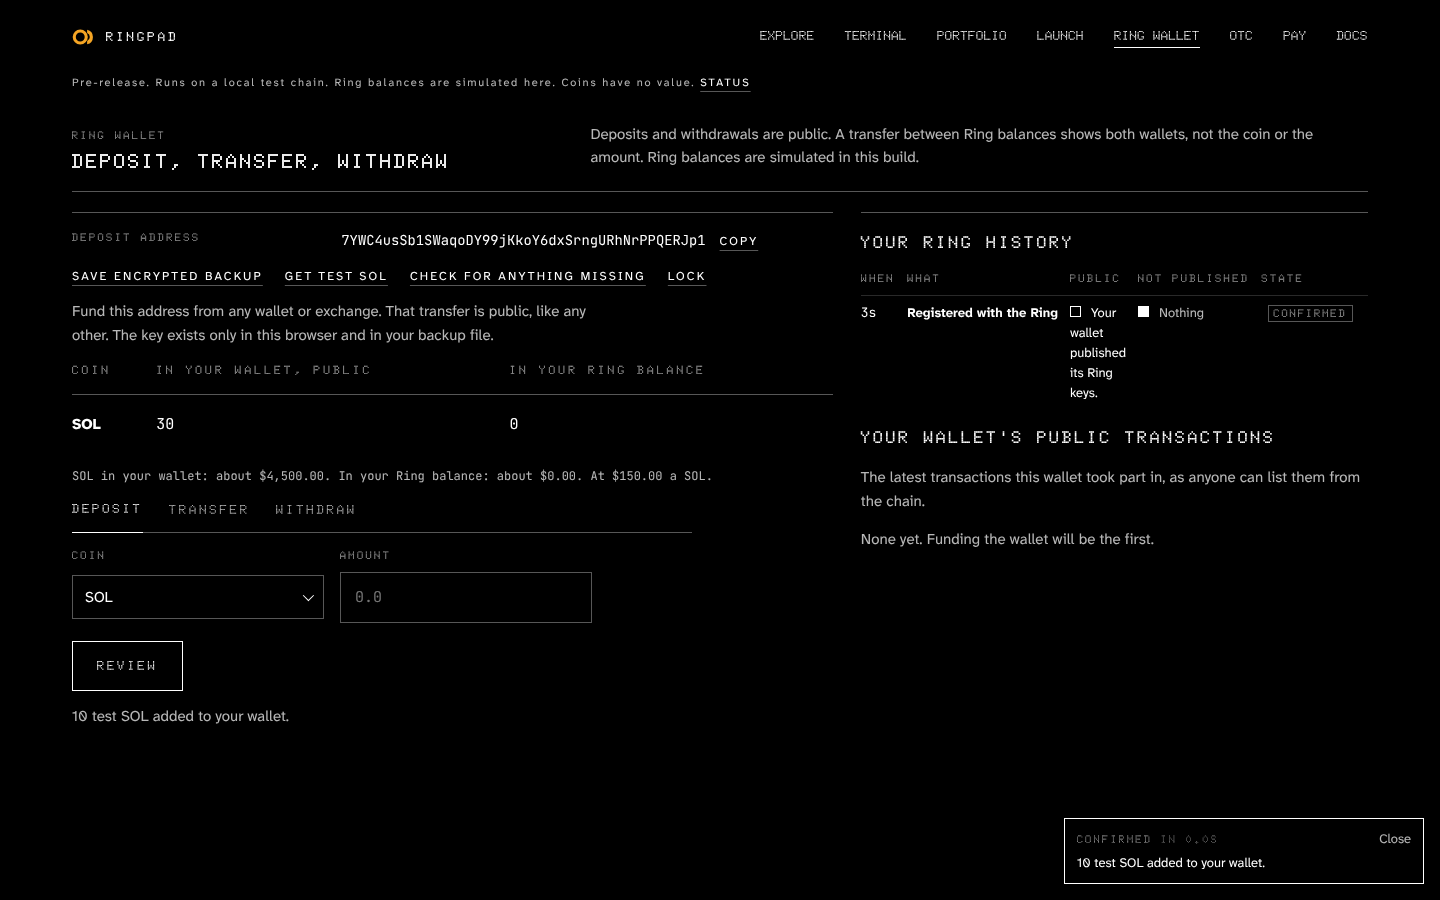 RINGPAD
EXPLORE TERMINAL PORTFOLIO LAUNCH RING WALLET OTC PAY DOCS
Pre-release. Runs on a local test chain. Ring balances are simulated here. Coins have no value. STATUS
RING WALLET
DEPOSIT, TRANSFER, WITHDRAW
Deposits and withdrawals are public. A transfer between Ring balances shows both wallets, not the coin or the
amount. Ring balances are simulated in this build.
DEPOSIT ADDRESS 7YWC4usSb1SWaqoDY99jKkoY6dxSrngURhNrPPQERJp1 COPY
SAVE ENCRYPTED BACKUP GET TEST SOL CHECK FOR ANYTHING MISSING LOCK
Fund this address from any wallet or exchange. That transfer is public, like any
other. The key exists only in this browser and in your backup file.
COIN IN YOUR WALLET, PUBLIC IN YOUR RING BALANCE
SOL 30 0
SOL in your wallet: about $4,500.00. In your Ring balance: about $0.00. At $150.00 a SOL.
DEPOSIT TRANSFER WITHDRAW
COIN AMOUNT
SOL 0.0
REVIEW
10 test SOL added to your wallet.
YOUR RING HISTORY
WHEN WHAT PUBLIC NOT PUBLISHED STATE
3s Registered with the Ring Your Nothing CONFIRMED
wallet
published
its Ring
keys.
YOUR WALLET'S PUBLIC TRANSACTIONS
The latest transactions this wallet took part in, as anyone can list them from
the chain.
None yet. Funding the wallet will be the first.
CONFIRMED IN 0.0S Close
10 test SOL added to your wallet.